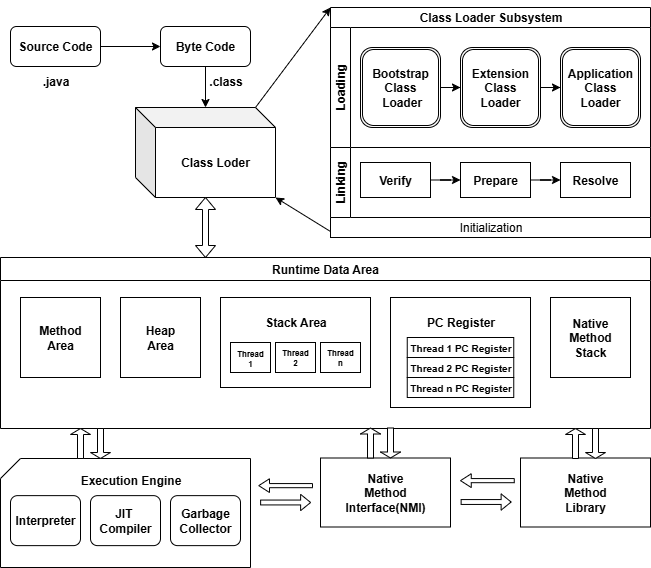 Source Code
Byte Code
.java
.class
Class Loder
Class Loader Subsystem
Loading
Bootstrap
Class
Loader
Extension
Class
Loader
Application
Class
Loader
Linking
Verify
Prepare
Resolve
Initialization
Runtime Data Area
Method
Area
Heap
Area
Stack Area
Thread
1
Thread
2
Thread
n
PC Register
Thread 1 PC Register
Thread 2 PC Register
Thread n PC Register
Native
Method
Stack
Execution Engine
Interpreter
JIT
Compiler
Garbage
Collector
Native
Method
Interface(NMI)
Native
Method
Library